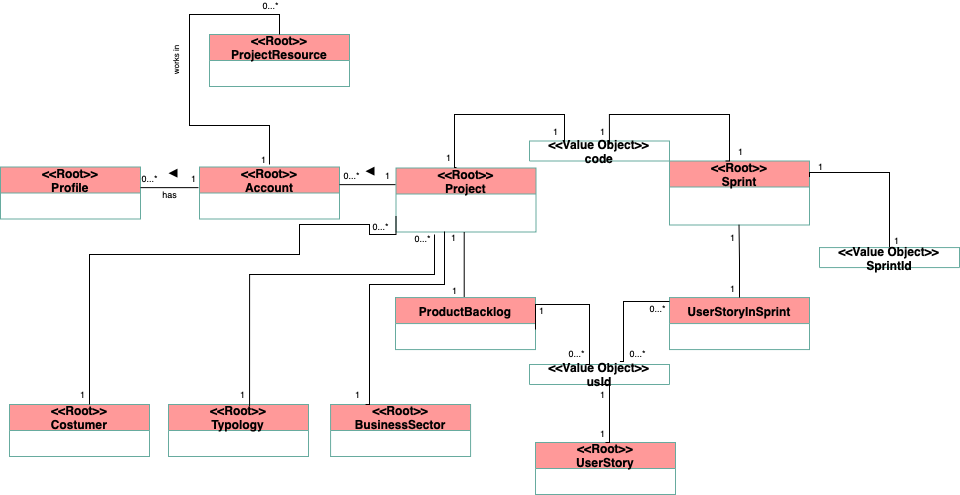 0...*
<<Root>>
ProjectResource
works in
1
<<Root>>
Profile
0...*
◀
has
1
<<Root>>
Account
0...*
◀
1
1
<<Root>>
Project
1
1
<<Value Object>>
code
1
<<Root>>
Sprint
1
1
<<Value Object>>
SprintId
0...*
0...*
1
1
1
1
ProductBacklog
1
UserStoryInSprint
0...*
0...*
0...*
<<Value Object>>
usId
1
1
<<Root>>
UserStory
1
<<Root>>
Costumer
1
<<Root>>
Typology
1
<<Root>>
BusinessSector